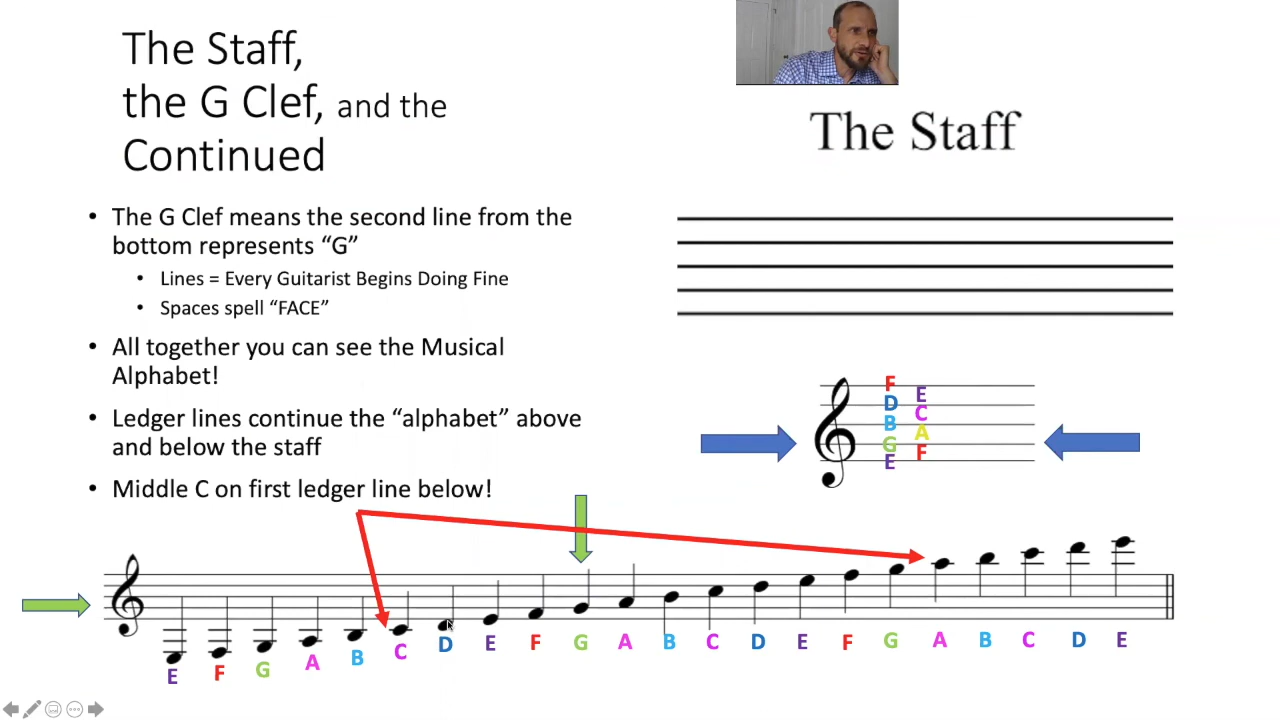 The Staff,
the G Clef, and the
Continued
The Staff
• The G Clef means the second line from the
bottom represents “G”
• Lines = Every Guitarist Begins Doing Fine
• Spaces spell “FACE”
• All together you can see the Musical
Alphabet!
• Ledger lines continue the “alphabet” above
and below the staff
• Middle C on first ledger line below!
F
E
D
C
B
A
G
F
E
E F G A B C D E F G A B C D E F G A B C D E